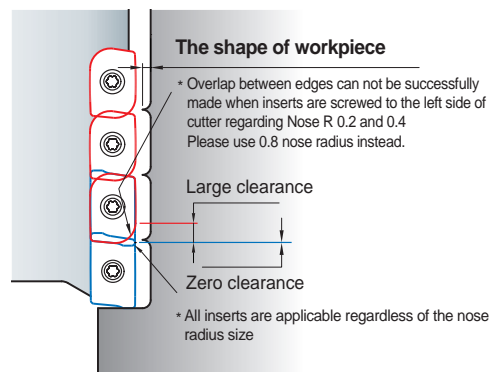 The shape of workpiece
* Overlap between edges can not be successfully
made when inserts are screwed to the left side of
cutter regarding Nose R 0.2 and 0.4
Please use 0.8 nose radius instead.
Large clearance
Zero clearance
* All inserts are applicable regardless of the nose
radius size